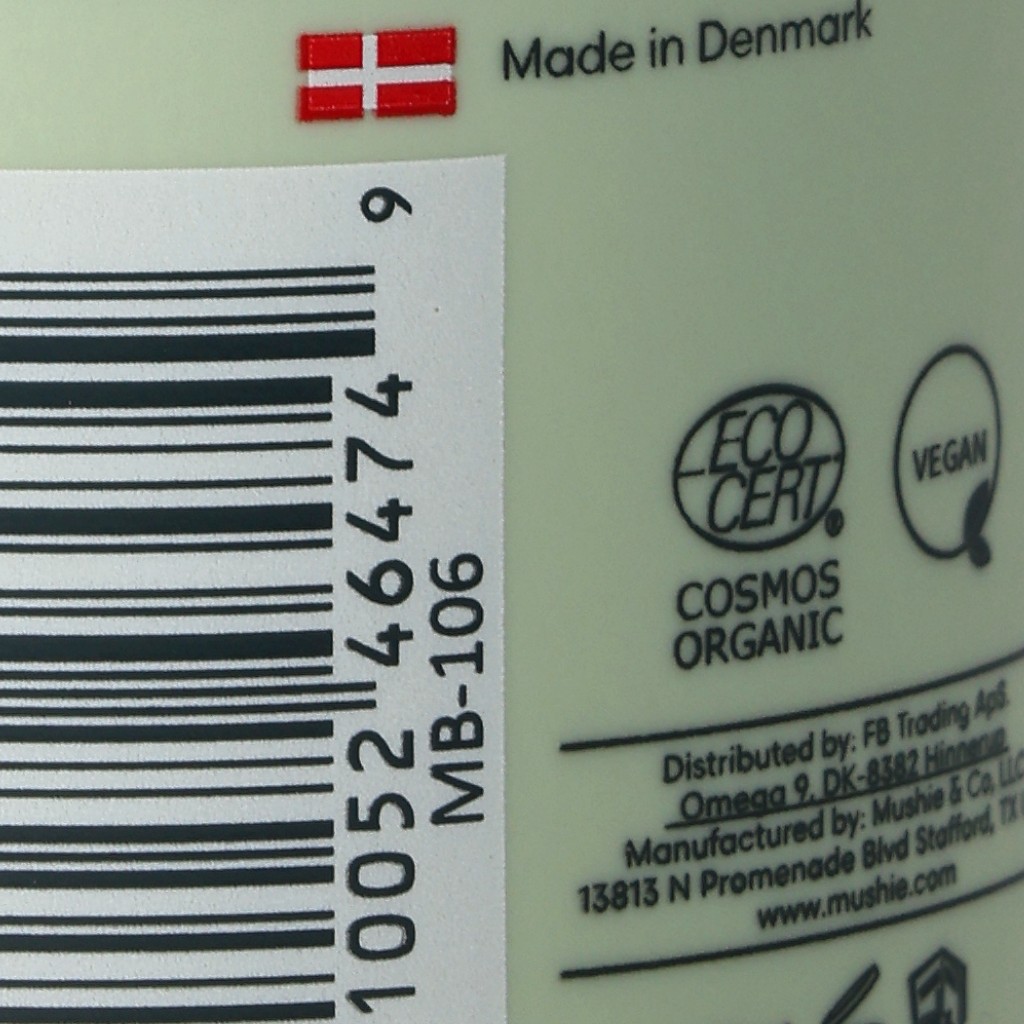 Made in Denmark
9
10052 46474
MB-106
ECO
CERT
®
COSMOS
ORGANIC
VEGAN
Distributed by: FB Trading ApS.
Omega 9, DK-8382 Hinnerup
Manufactured by: Mushie & Co, LLC
13813 N Promenade Blvd Stafford, TX
www.mushie.com